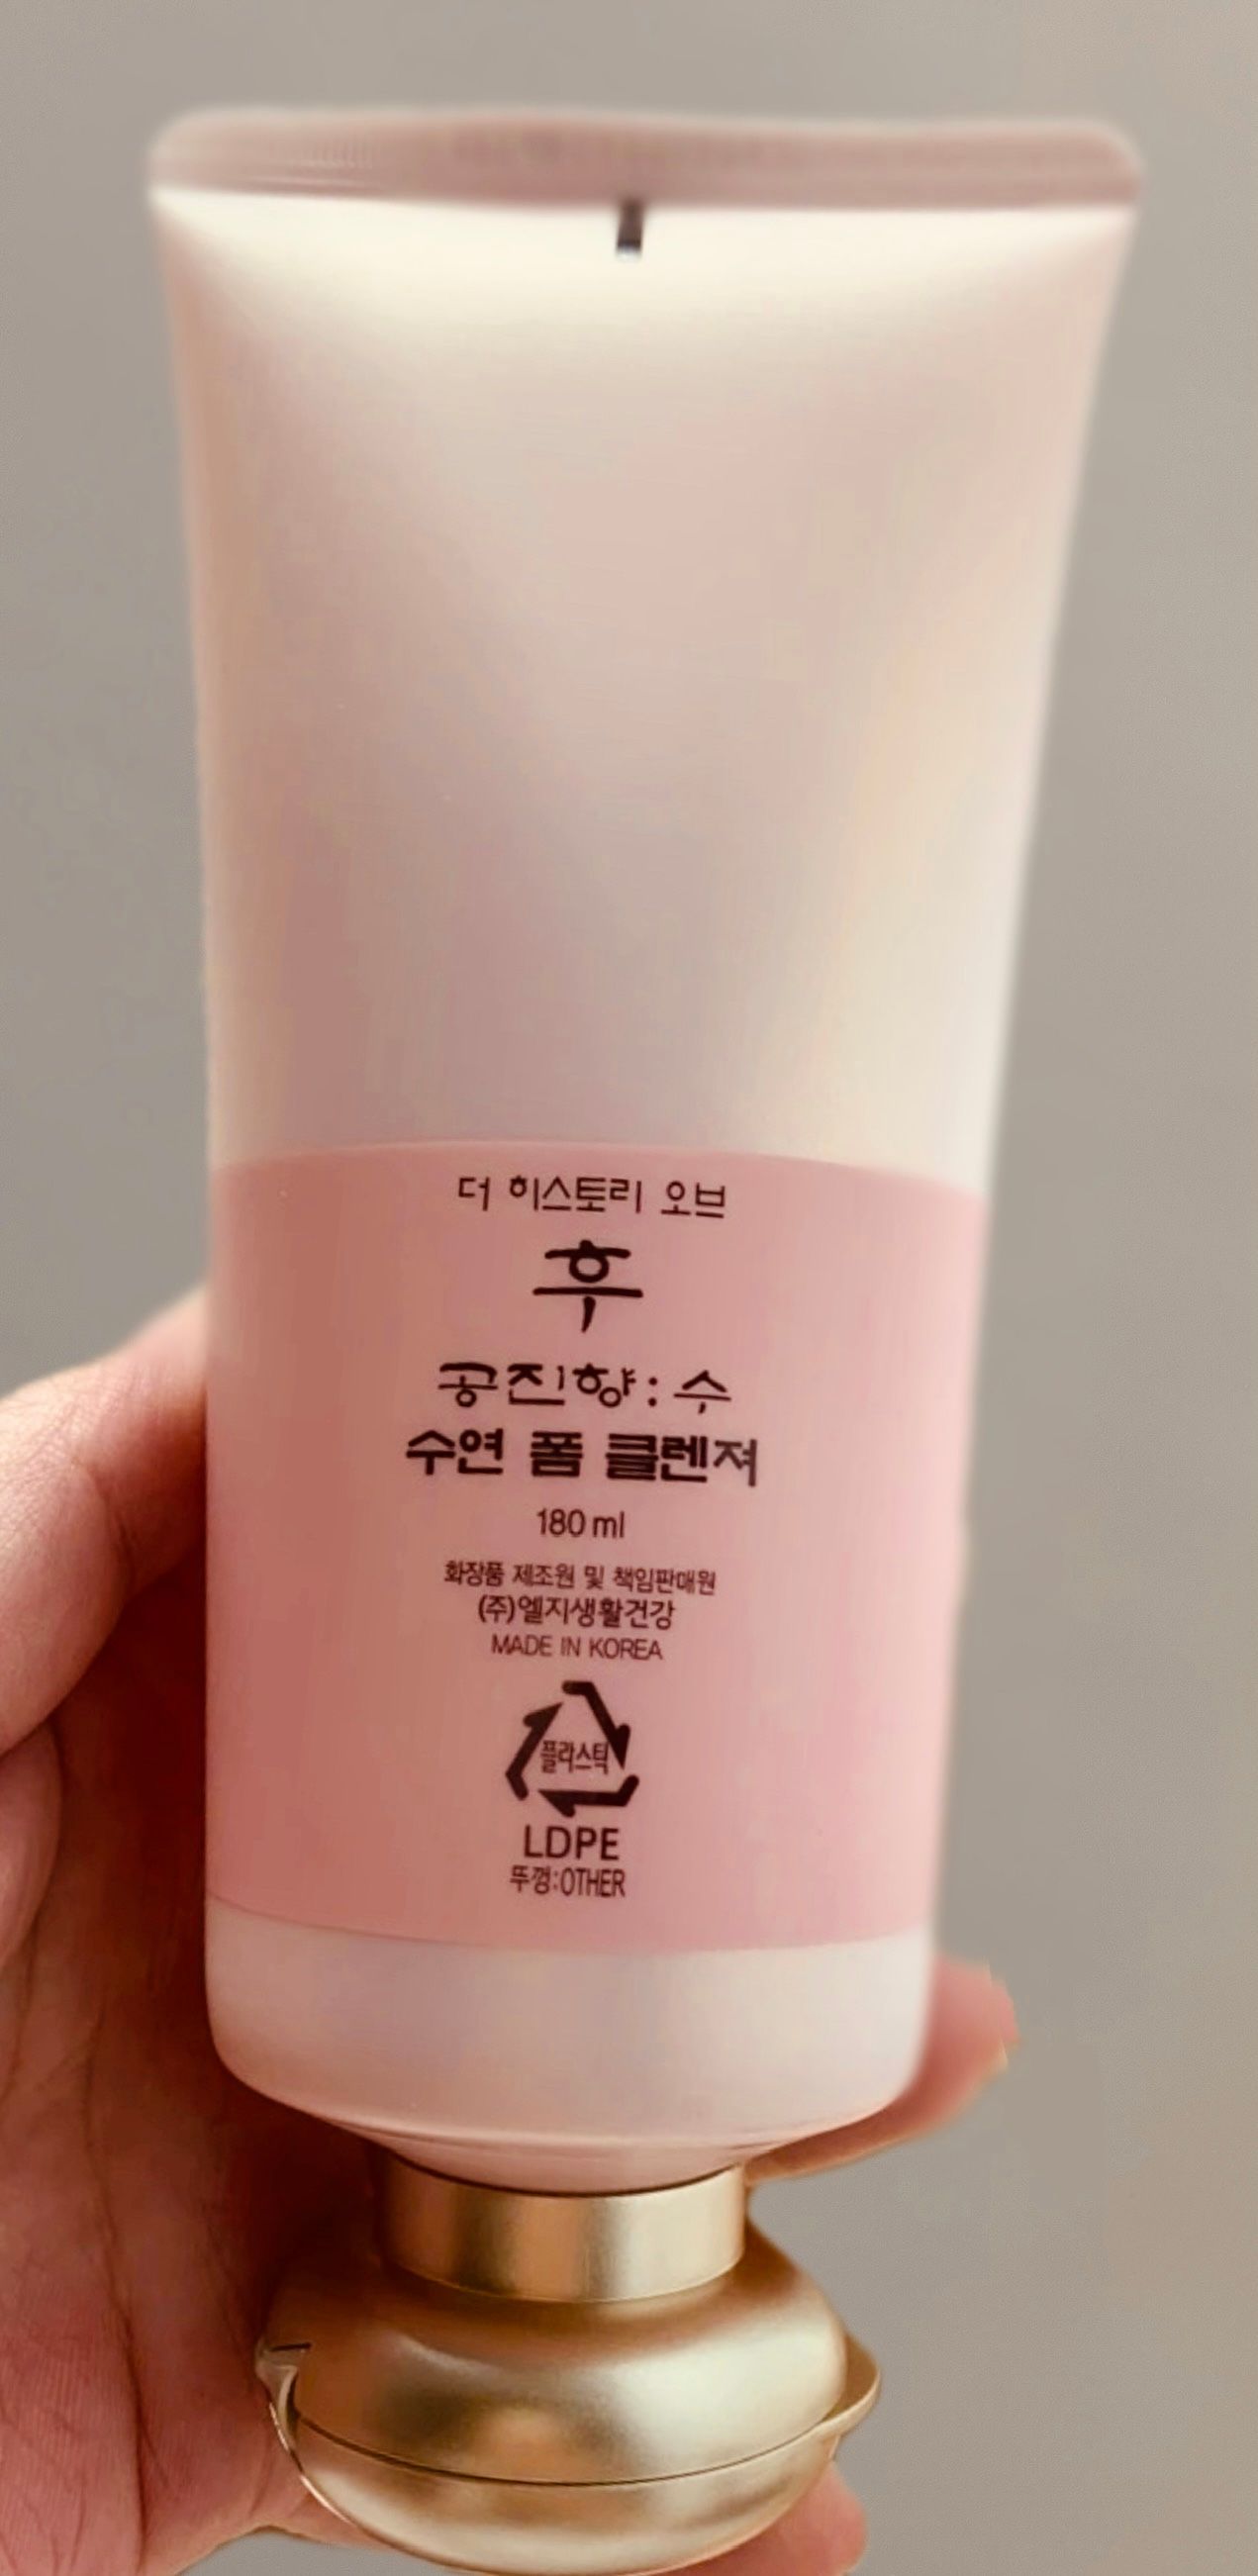 더 히스토리 오브
후
공진향:수
수연 폼 클렌져
180 ml
화장품 제조원 및 책임판매원
(주)엘지생활건강
MADE IN KOREA
플라스틱
LDPE
뚜껑:OTHER